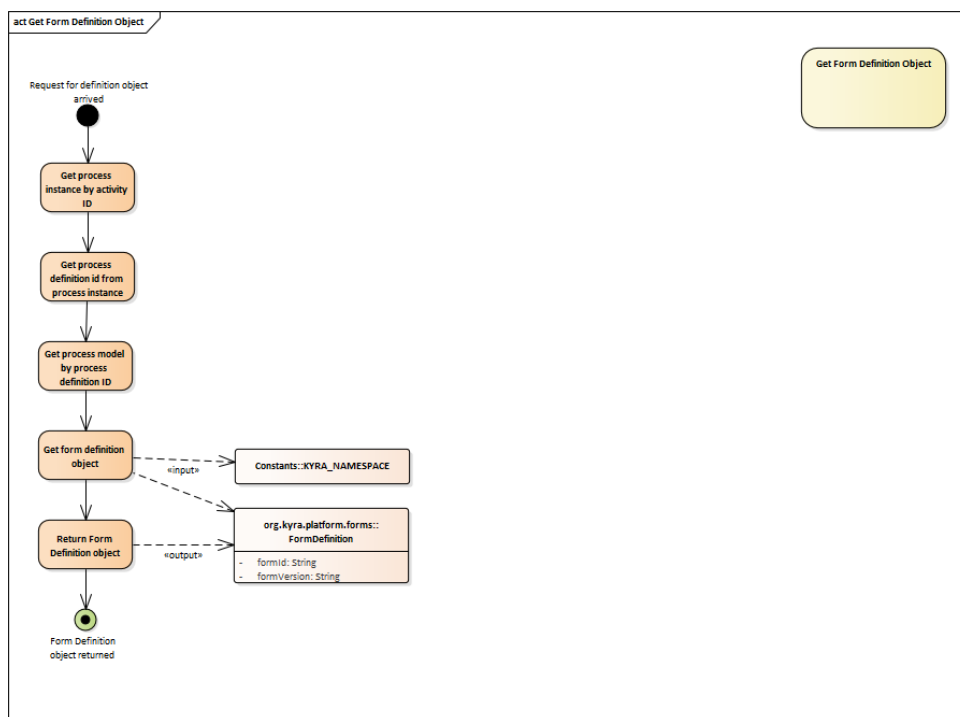 act Get Form Definition Object
Get Form Definition Object
Request for definition object
arrived
Get process
instance by activity
ID
Get process
definition id from
process instance
Get process model
by process
definition ID
Get form definition
object
«input»
Constants::KYRA_NAMESPACE
org.kyra.platform.forms::
FormDefinition
- formId: String
- formVersion: String
Return Form
Definition object
«output»
Form Definition
object returned